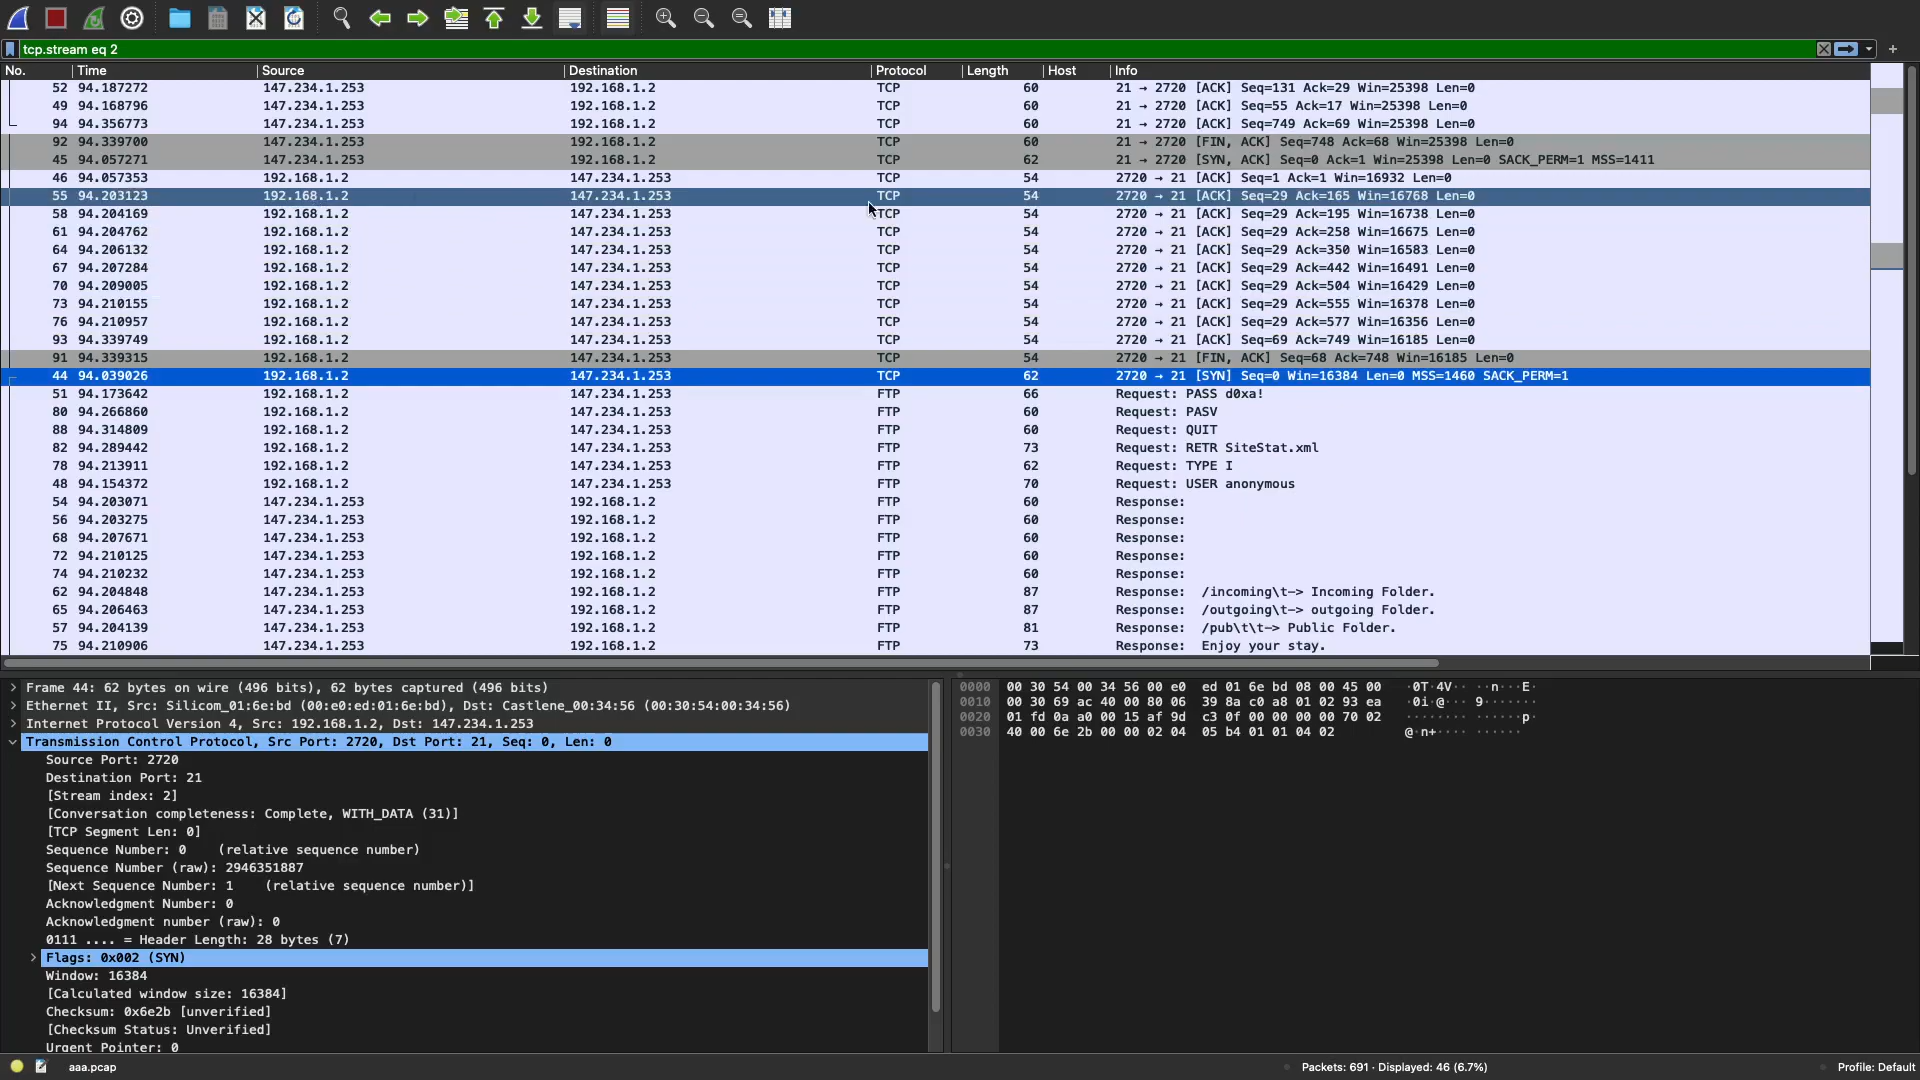 tcp.stream eq 2
No. Time Source Destination Protocol Length Host Info
52 94.187272 147.234.1.253 192.168.1.2 TCP 60 21 → 2720 [ACK] Seq=131 Ack=29 Win=25398 Len=0
49 94.168796 147.234.1.253 192.168.1.2 TCP 60 21 → 2720 [ACK] Seq=55 Ack=17 Win=25398 Len=0
94 94.356773 147.234.1.253 192.168.1.2 TCP 60 21 → 2720 [ACK] Seq=749 Ack=69 Win=25398 Len=0
92 94.339700 147.234.1.253 192.168.1.2 TCP 60 21 → 2720 [FIN, ACK] Seq=748 Ack=68 Win=25398 Len=0
45 94.057271 147.234.1.253 192.168.1.2 TCP 62 21 → 2720 [SYN, ACK] Seq=0 Ack=1 Win=25398 Len=0 SACK_PERM=1 MSS=1411
46 94.057353 192.168.1.2 147.234.1.253 TCP 54 2720 → 21 [ACK] Seq=1 Ack=1 Win=16932 Len=0
55 94.203123 192.168.1.2 147.234.1.253 TCP 54 2720 → 21 [ACK] Seq=29 Ack=165 Win=16768 Len=0
58 94.204169 192.168.1.2 147.234.1.253 TCP 54 2720 → 21 [ACK] Seq=29 Ack=195 Win=16738 Len=0
61 94.204762 192.168.1.2 147.234.1.253 TCP 54 2720 → 21 [ACK] Seq=29 Ack=258 Win=16675 Len=0
64 94.206132 192.168.1.2 147.234.1.253 TCP 54 2720 → 21 [ACK] Seq=29 Ack=350 Win=16583 Len=0
67 94.207284 192.168.1.2 147.234.1.253 TCP 54 2720 → 21 [ACK] Seq=29 Ack=442 Win=16491 Len=0
70 94.209005 192.168.1.2 147.234.1.253 TCP 54 2720 → 21 [ACK] Seq=29 Ack=504 Win=16429 Len=0
73 94.210155 192.168.1.2 147.234.1.253 TCP 54 2720 → 21 [ACK] Seq=29 Ack=555 Win=16378 Len=0
76 94.210957 192.168.1.2 147.234.1.253 TCP 54 2720 → 21 [ACK] Seq=29 Ack=577 Win=16356 Len=0
93 94.339749 192.168.1.2 147.234.1.253 TCP 54 2720 → 21 [ACK] Seq=69 Ack=749 Win=16185 Len=0
91 94.339315 192.168.1.2 147.234.1.253 TCP 54 2720 → 21 [FIN, ACK] Seq=68 Ack=748 Win=16185 Len=0
44 94.039026 192.168.1.2 147.234.1.253 TCP 62 2720 → 21 [SYN] Seq=0 Win=16384 Len=0 MSS=1460 SACK_PERM=1
51 94.173642 192.168.1.2 147.234.1.253 FTP 66 Request: PASS d0xa!
80 94.266860 192.168.1.2 147.234.1.253 FTP 60 Request: PASV
88 94.314809 192.168.1.2 147.234.1.253 FTP 60 Request: QUIT
82 94.289442 192.168.1.2 147.234.1.253 FTP 73 Request: RETR SiteStat.xml
78 94.213911 192.168.1.2 147.234.1.253 FTP 62 Request: TYPE I
48 94.154372 192.168.1.2 147.234.1.253 FTP 70 Request: USER anonymous
54 94.203071 147.234.1.253 192.168.1.2 FTP 60 Response:
56 94.203275 147.234.1.253 192.168.1.2 FTP 60 Response:
68 94.207671 147.234.1.253 192.168.1.2 FTP 60 Response:
72 94.210125 147.234.1.253 192.168.1.2 FTP 60 Response:
74 94.210232 147.234.1.253 192.168.1.2 FTP 60 Response:
62 94.204848 147.234.1.253 192.168.1.2 FTP 87 Response: /incoming\t-> Incoming Folder.
65 94.206463 147.234.1.253 192.168.1.2 FTP 87 Response: /outgoing\t-> outgoing Folder.
57 94.204139 147.234.1.253 192.168.1.2 FTP 81 Response: /pub\t\t-> Public Folder.
75 94.210906 147.234.1.253 192.168.1.2 FTP 73 Response: Enjoy your stay.
Frame 44: 62 bytes on wire (496 bits), 62 bytes captured (496 bits)
Ethernet II, Src: Silicom_01:6e:bd (00:e0:ed:01:6e:bd), Dst: Castlene_00:34:56 (00:30:54:00:34:56)
Internet Protocol Version 4, Src: 192.168.1.2, Dst: 147.234.1.253
Transmission Control Protocol, Src Port: 2720, Dst Port: 21, Seq: 0, Len: 0
Source Port: 2720
Destination Port: 21
[Stream index: 2]
[Conversation completeness: Complete, WITH_DATA (31)]
[TCP Segment Len: 0]
Sequence Number: 0 (relative sequence number)
Sequence Number (raw): 2946351887
[Next Sequence Number: 1 (relative sequence number)]
Acknowledgment Number: 0
Acknowledgment number (raw): 0
0111 .... = Header Length: 28 bytes (7)
Flags: 0x002 (SYN)
Window: 16384
[Calculated window size: 16384]
Checksum: 0x6e2b [unverified]
[Checksum Status: Unverified]
Urgent Pointer: 0
0000 00 30 54 00 34 56 00 e0 ed 01 6e bd 08 00 45 00 ·0T·4V·· ··n···E·
0010 00 30 69 ac 40 00 80 06 39 8a c0 a8 01 02 93 ea ·0i·@··· 9·······
0020 01 fd 0a a0 00 15 af 9d c3 0f 00 00 00 00 70 02 ········ ······p·
0030 40 00 6e 2b 00 00 02 04 05 b4 01 01 04 02 @·n+···· ······
aaa.pcap
Packets: 691 · Displayed: 46 (6.7%)
Profile: Default